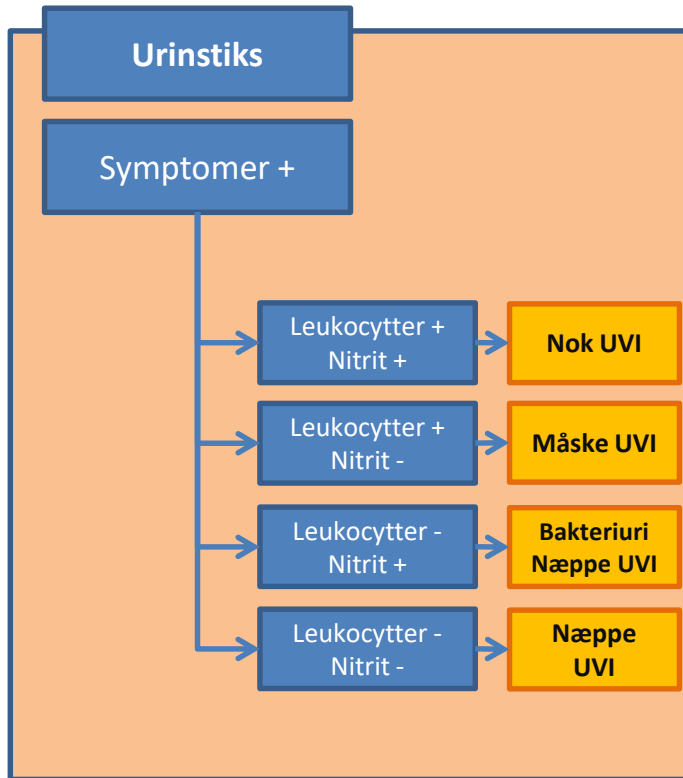 Urinstiks
Symptomer +
Leukocytter +
Nitrit +
Nok UVI
Leukocytter +
Nitrit -
Måske UVI
Leukocytter -
Nitrit +
Bakteriuri
Næppe UVI
Leukocytter -
Nitrit -
Næppe
UVI